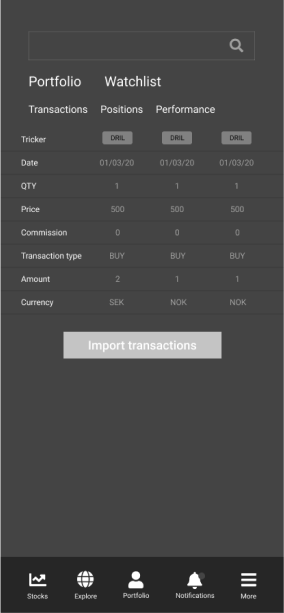 Portfolio Watchlist
Transactions Positions Performance
Tricker DRIL DRIL DRIL
Date 01/03/20 01/03/20 01/03/20
QTY 1 1 1
Price 500 500 500
Commission 0 0 0
Transaction type BUY BUY BUY
Amount 2 1 1
Currency SEK NOK NOK
Import transactions
Stocks Explore Portfolio Notifications More